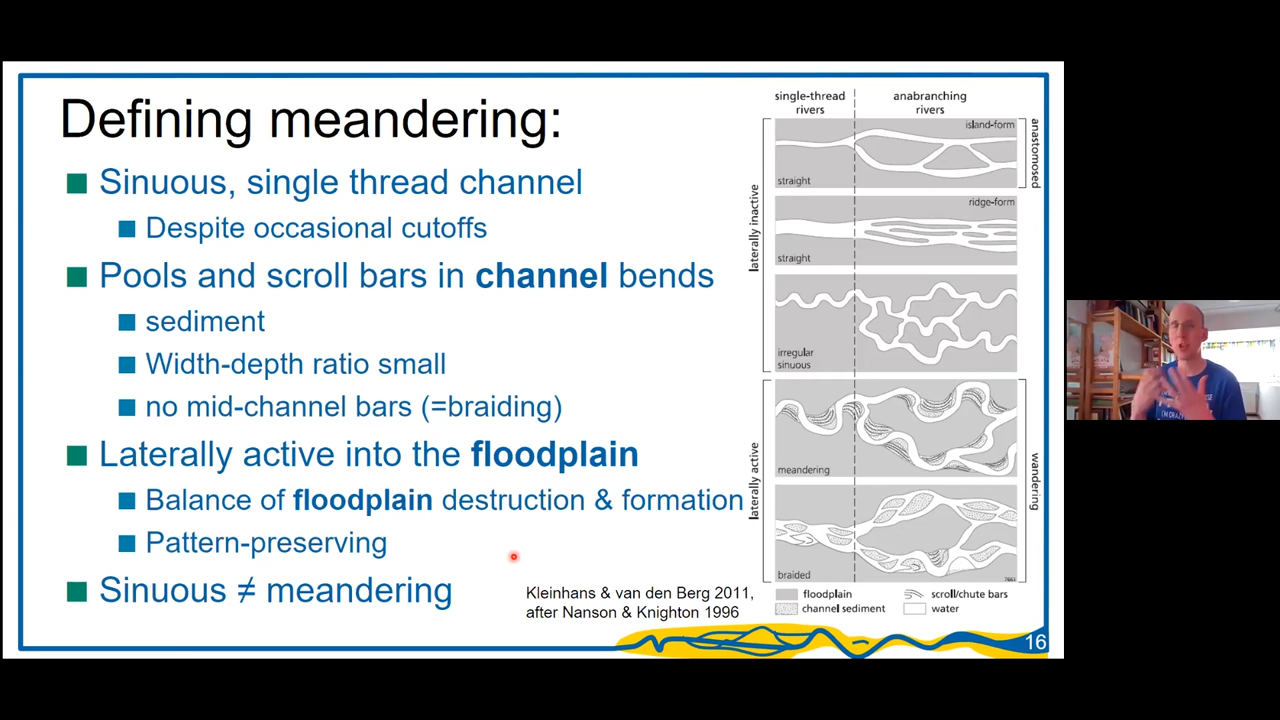 Defining meandering:
Sinuous, single thread channel
Despite occasional cutoffs
Pools and scroll bars in channel bends
sediment
Width-depth ratio small
no mid-channel bars (=braiding)
Laterally active into the floodplain
Balance of floodplain destruction & formation
Pattern-preserving
Sinuous ≠ meandering
Kleinhans & van den Berg 2011,
after Nanson & Knighton 1996
single-thread
rivers
anabranching
rivers
island-form
straight
anastomosed
ridge-form
straight
laterally inactive
irregular
sinuous
meandering
laterally active
wandering
braided
floodplain
scroll/chute bars
channel sediment
water
16